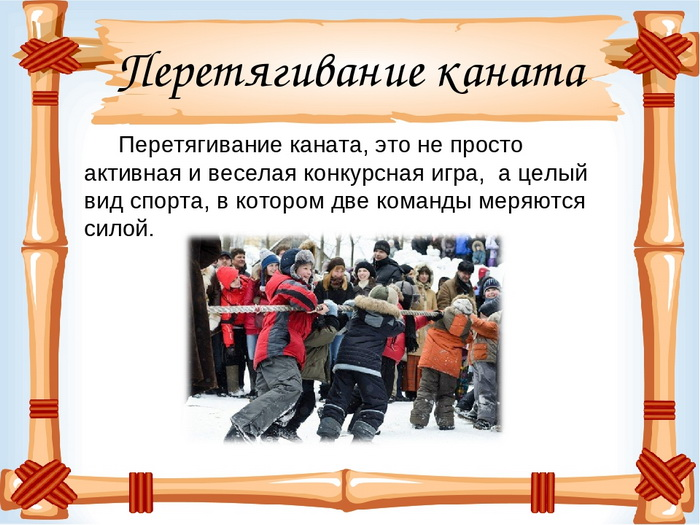 Перетягивание каната
Перетягивание каната, это не просто
активная и веселая конкурсная игра,  а целый
вид спорта, в котором две команды меряются
силой.